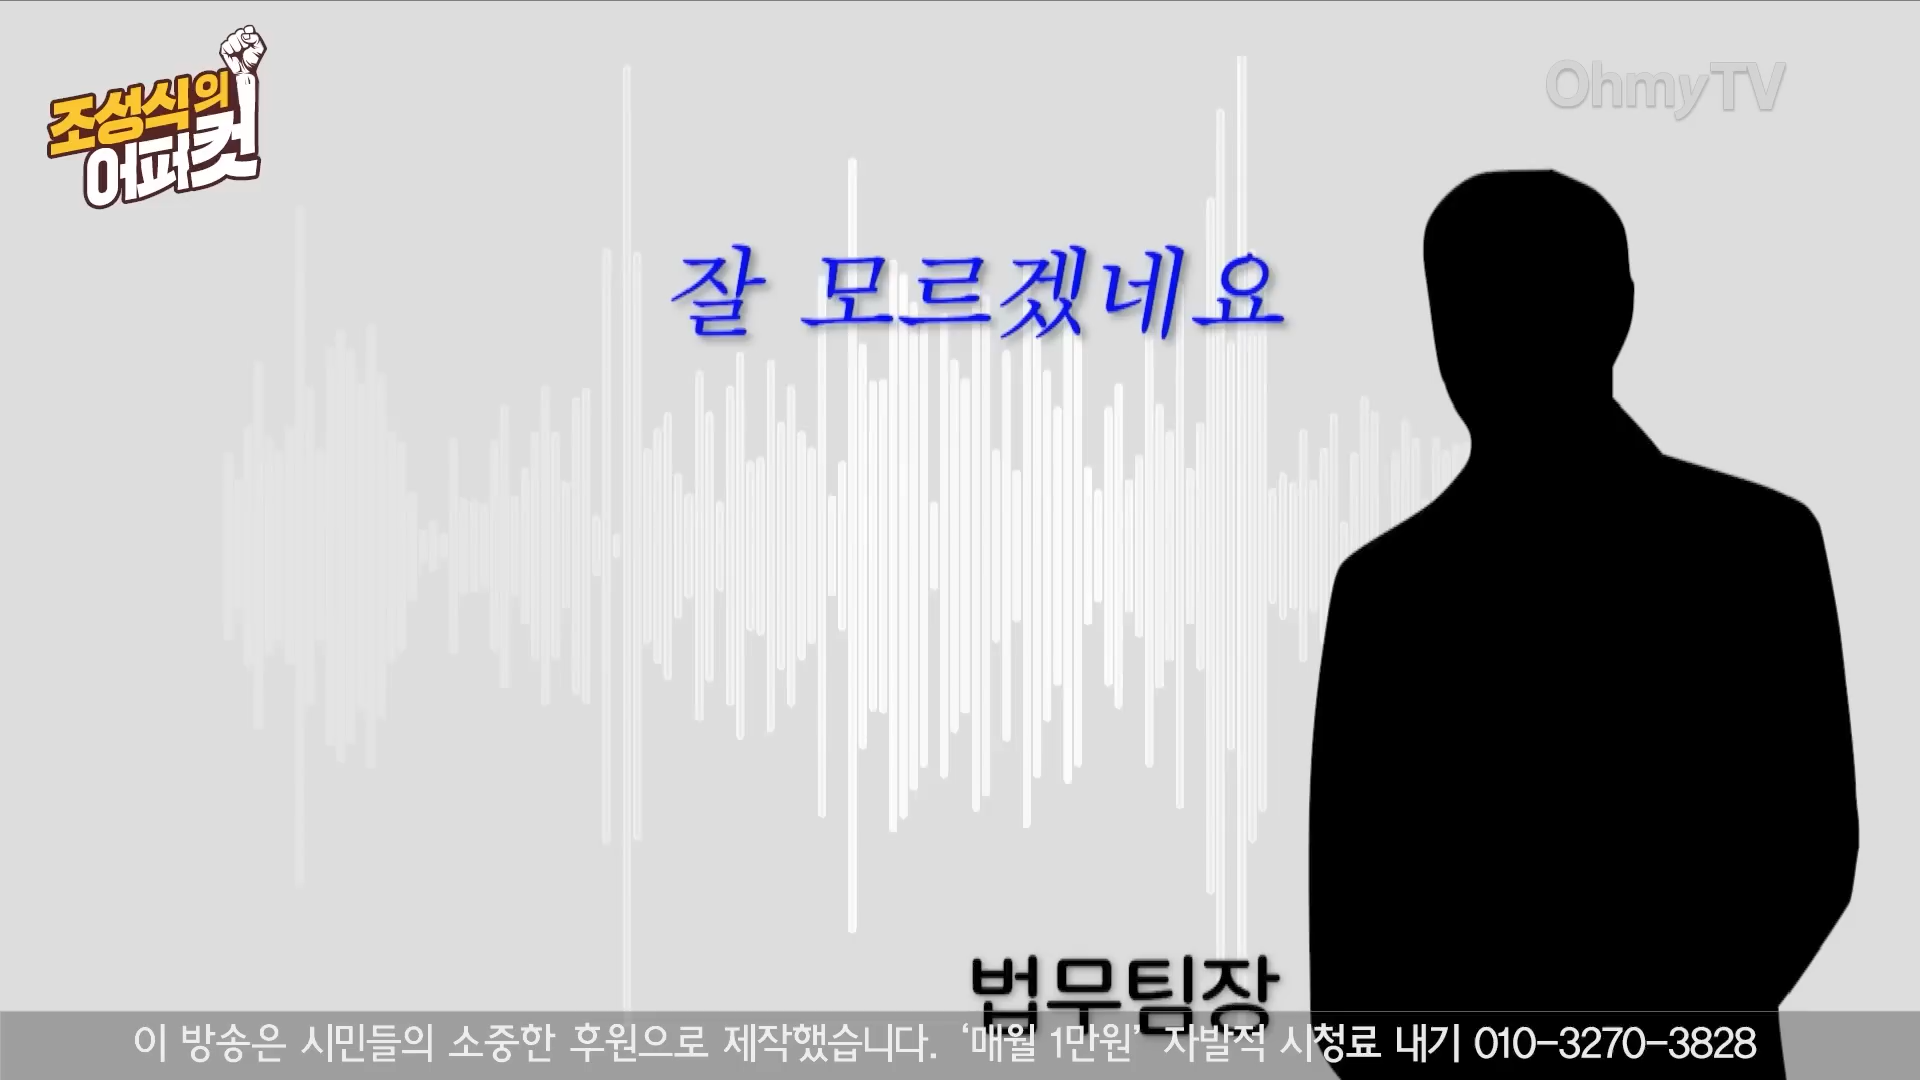 조성식의
어퍼컷
OhmyTV
잘 모르겠네요
법무팀장
이 방송은 시민들의 소중한 후원으로 제작했습니다. ‘매월 1만원’ 자발적 시청료 내기 010-3270-3828